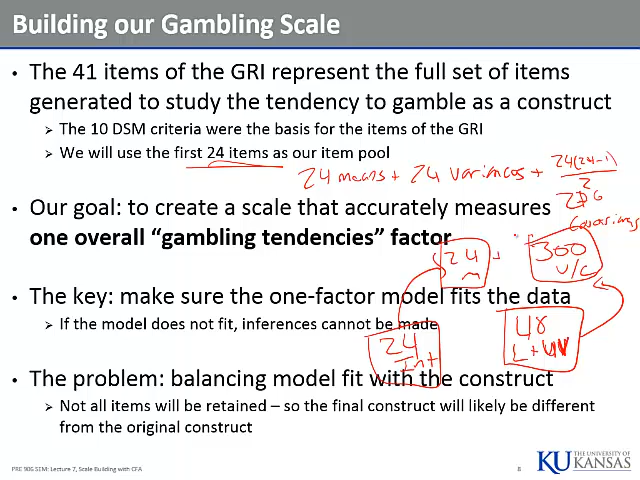 Building our Gambling Scale
• The 41 items of the GRI represent the full set of items
generated to study the tendency to gamble as a construct
➤ The 10 DSM criteria were the basis for the items of the GRI
➤ We will use the first 24 items as our item pool
24 means + 24 variances + 24(24-1)
2
276
Covariances
• Our goal: to create a scale that accurately measures
one overall “gambling tendencies” factor
24 + 300
m v/c
• The key: make sure the one-factor model fits the data
➤ If the model does not fit, inferences cannot be made
24
Int
48
L + UV
• The problem: balancing model fit with the construct
➤ Not all items will be retained – so the final construct will likely be different
from the original construct
PRE 906 SEM: Lecture 7, Scale Building with CFA
8
KU THE UNIVERSITY OF
KANSAS